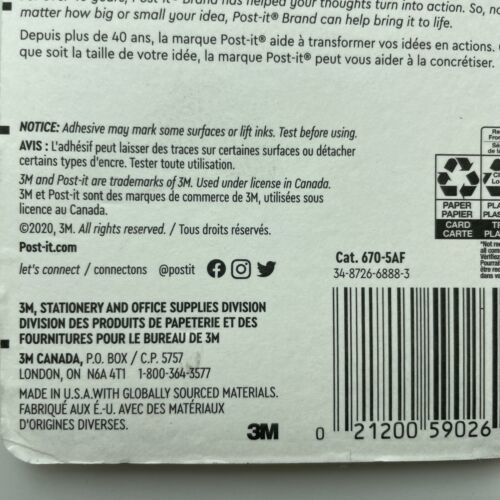 your thoughts turn into action. So, no
matter how big or small your idea, Post-it® Brand can help bring it to life.
Depuis plus de 40 ans, la marque Post-it® aide à transformer vos idées en actions.
que soit la taille de votre idée, la marque Post-it® peut vous aider à la concrétiser.
NOTICE: Adhesive may mark some surfaces or lift inks. Test before using.
AVIS : L'adhésif peut laisser des traces sur certaines surfaces ou détacher
certains types d'encre. Tester toute utilisation.
3M and Post-it are trademarks of 3M. Used under license in Canada.
3M et Post-it sont des marques de commerce de 3M, utilisées sous
licence au Canada.
©2020, 3M. All rights reserved. / Tous droits réservés.
Post-it.com
let's connect / connectons @postit
Cat. 670-5AF
34-8726-6888-3
PAPER
PAPIER
CARD
CARTE
3M, STATIONERY AND OFFICE SUPPLIES DIVISION
DIVISION DES PRODUITS DE PAPETERIE ET DES
FOURNITURES POUR LE BUREAU DE 3M
3M CANADA, P.O. BOX / C.P. 5757
LONDON, ON N6A 4T1 1-800-364-3577
MADE IN U.S.A.WITH GLOBALLY SOURCED MATERIALS.
FABRIQUÉ AUX É.-U. AVEC DES MATÉRIAUX
D'ORIGINES DIVERSES.
3M
0 21200 59026